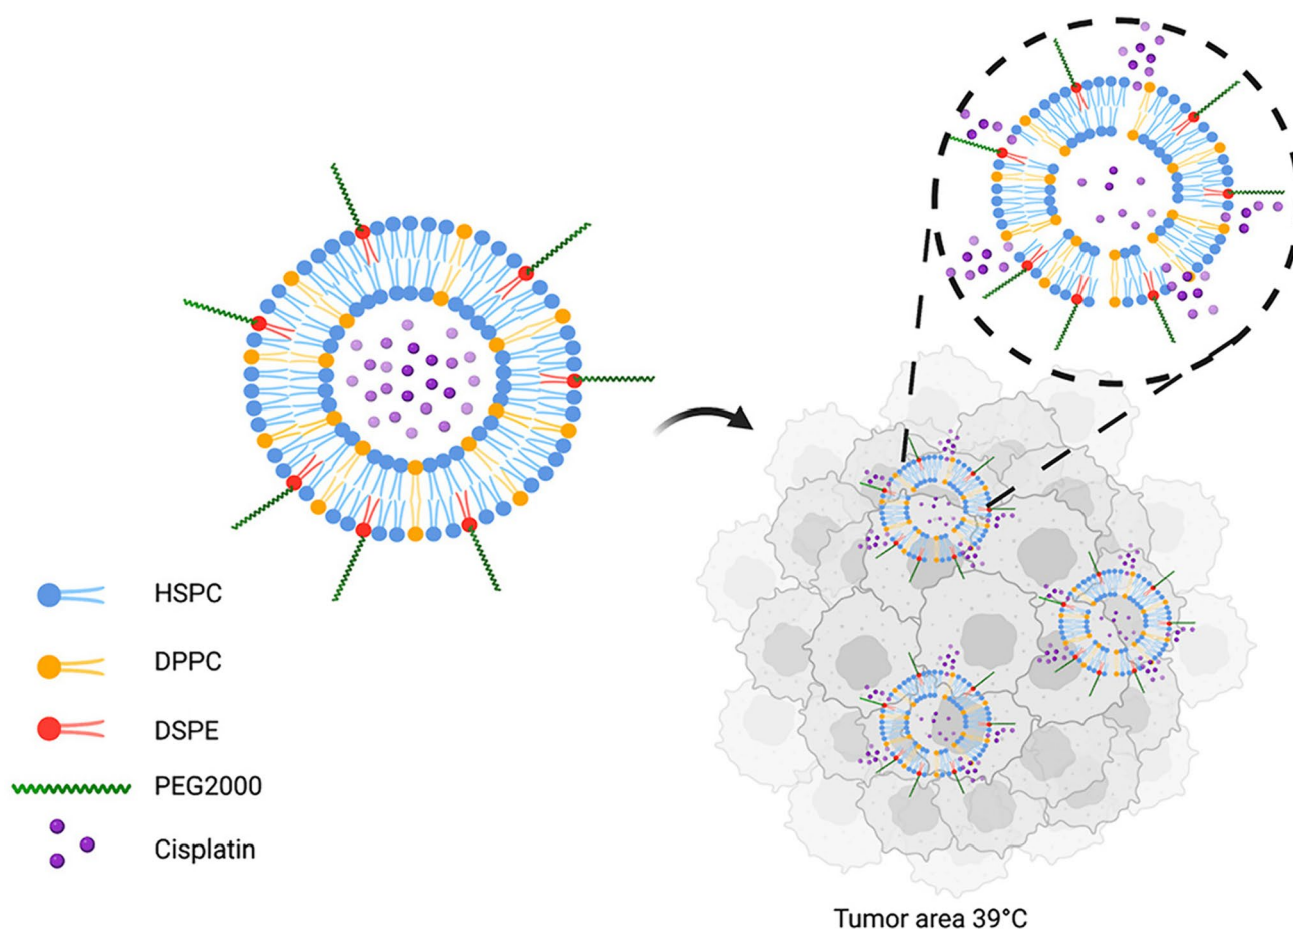 HSPC
DPPC
DSPE
PEG2000
Cisplatin
Tumor area 39°C